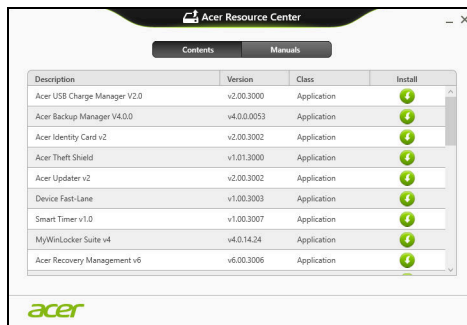 Acer Resource Center
Contents Manuals
Description Version Class Install
Acer USB Charge Manager V2.0 v2.00.3000 Application
Acer Backup Manager V4.0.0 v4.0.0.0053 Application
Acer Identity Card v2 v2.00.3002 Application
Acer Theft Shield v1.01.3000 Application
Acer Updater v2 v2.00.3002 Application
Device Fast-Lane v1.00.3003 Application
Smart Timer v1.0 v1.00.3007 Application
MyWinLocker Suite v4 v4.0.14.24 Application
Acer Recovery Management v6 v6.00.3006 Application
acer